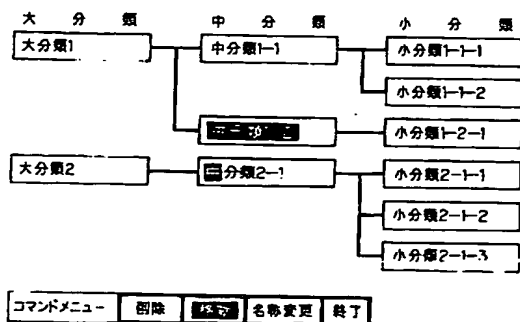 大分類 中分類 小分類
大分類1 中分類1-1 小分類1-1-1
小分類1-1-2
小分類1-2-1
大分類2 中分類2-1 小分類2-1-1
小分類2-1-2
小分類2-1-3
コマンドメニュー 削除 名称変更 終了